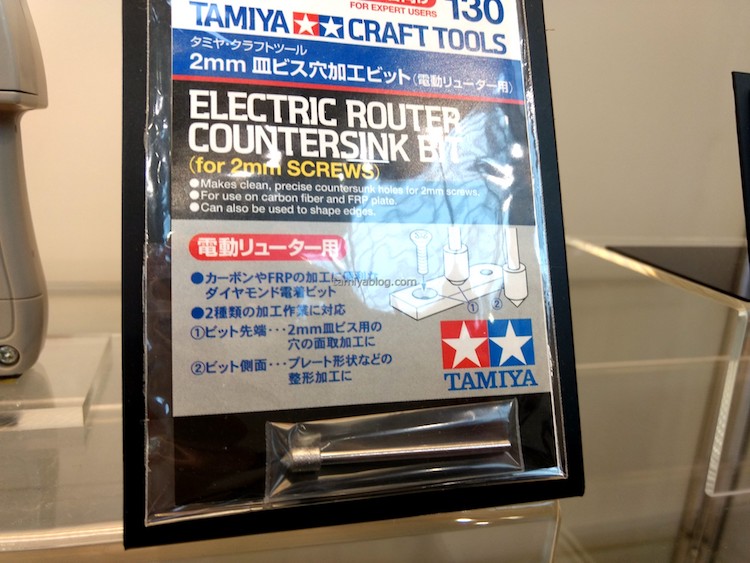 FOR EXPERT USERS
130
TAMIYA CRAFT TOOLS
タミヤ・クラフトツール
2mm 皿ビス穴加工ビット(電動リューター用)
ELECTRIC ROUTER
COUNTERSINK BIT
(for 2mm SCREWS)
●Makes clean, precise countersunk holes for 2mm screws.
●For use on carbon fiber and FRP plate.
●Can also be used to shape edges.
電動リューター用
●カーボンやFRPの加工に便利な
ダイヤモンド電着ビット
tamiyablog.com
●2種類の加工作業に対応
①ビット先端・・・2mm皿ビス用の
穴の面取加工に
②ビット側面・・・プレート形状などの
整形加工に
① ②
TAMIYA